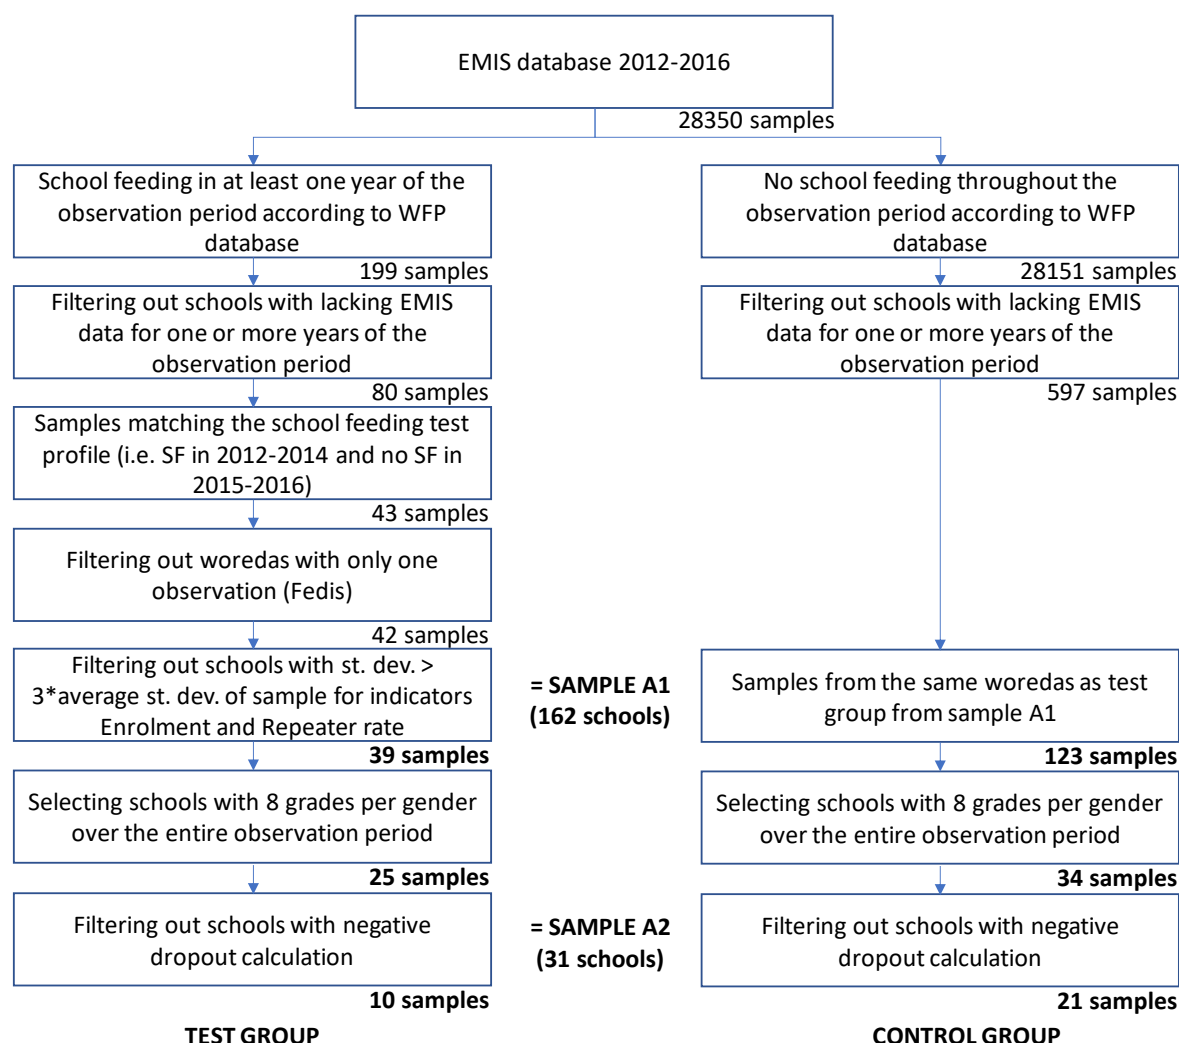 EMIS database 2012-2016
28350 samples
School feeding in at least one year of the
observation period according to WFP
database
199 samples
Filtering out schools with lacking EMIS
data for one or more years of the
observation period
80 samples
Samples matching the school feeding test
profile (i.e. SF in 2012-2014 and no SF in
2015-2016)
43 samples
Filtering out woredas with only one
observation (Fedis)
42 samples
Filtering out schools with st. dev. >
3*average st. dev. of sample for indicators
Enrolment and Repeater rate
39 samples
Selecting schools with 8 grades per gender
over the entire observation period
25 samples
Filtering out schools with negative
dropout calculation
10 samples
TEST GROUP
= SAMPLE A1
(162 schools)
= SAMPLE A2
(31 schools)
No school feeding throughout the
observation period according to WFP
database
28151 samples
Filtering out schools with lacking EMIS
data for one or more years of the
observation period
597 samples
Samples from the same woredas as test
group from sample A1
123 samples
Selecting schools with 8 grades per gender
over the entire observation period
34 samples
Filtering out schools with negative
dropout calculation
21 samples
CONTROL GROUP